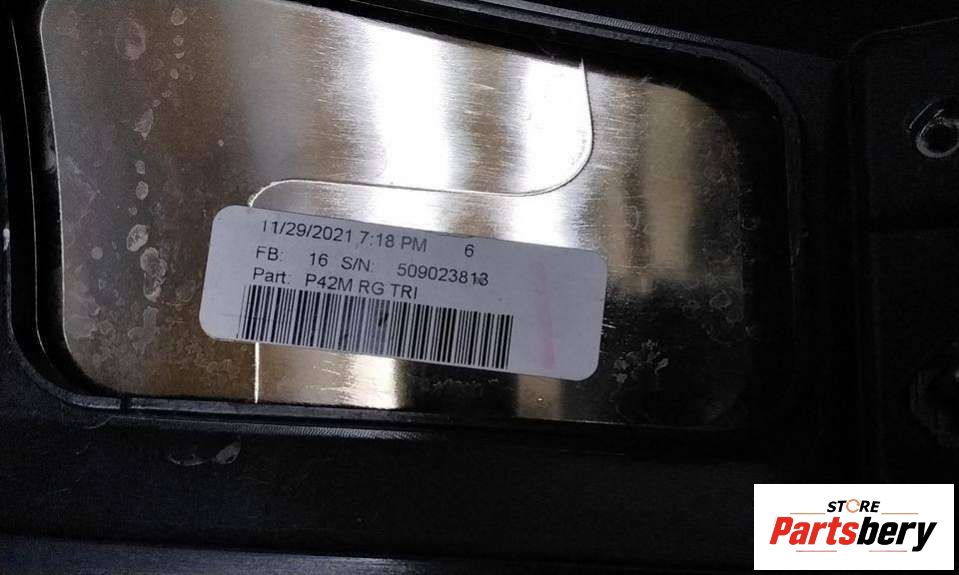 11/29/2021 7:18 PM 6
FB: 16 S/N: 509023813
Part: P42M RG TRI
STORE
Partsbery